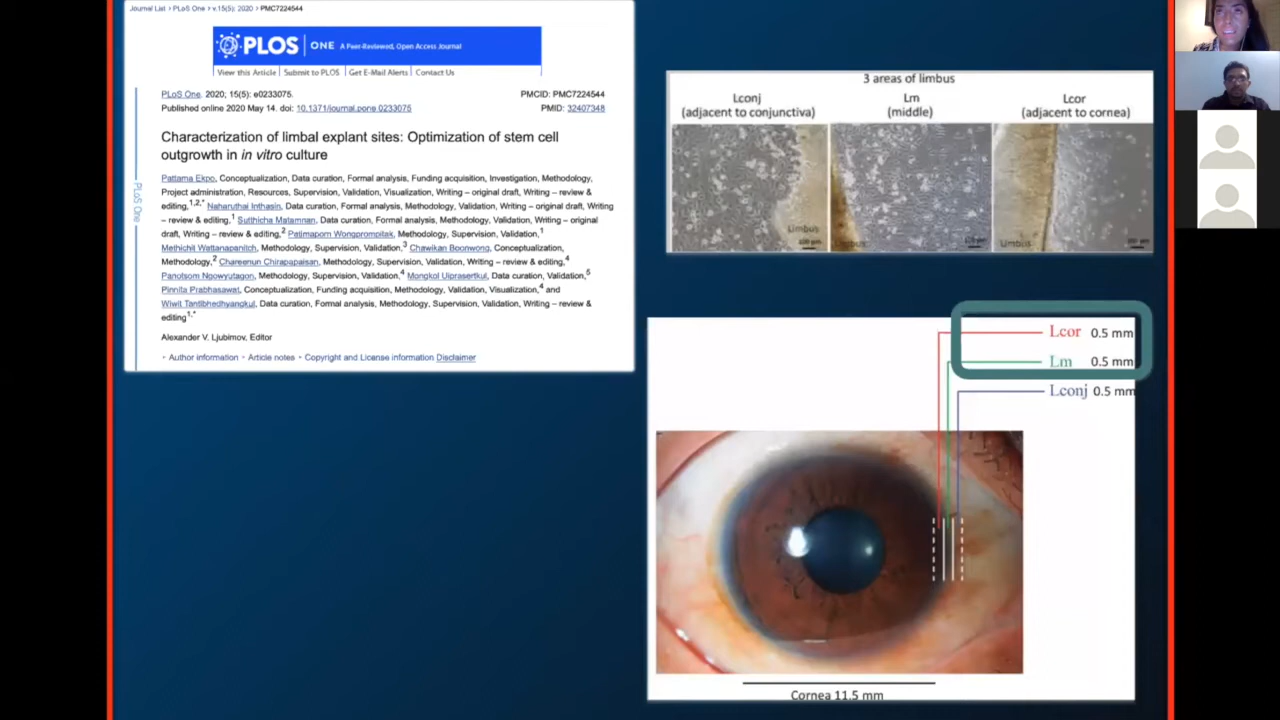 Journal List > PLoS One > v.15(5); 2020 > PMC7224544
PLOS ONE A Peer-Reviewed, Open Access Journal
View this Article Submit to PLOS Get E-Mail Alerts Contact Us
PLoS One
PLoS One. 2020; 15(5): e0233075. PMCID: PMC7224544
Published online 2020 May 14. doi: 10.1371/journal.pone.0233075 PMID: 32407348
Characterization of limbal explant sites: Optimization of stem cell
outgrowth in in vitro culture
Pattama Ekpo, Conceptualization, Data curation, Formal analysis, Funding acquisition, Investigation, Methodology,
Project administration, Resources, Supervision, Validation, Visualization, Writing – original draft, Writing – review &
editing,1,2,* Naharuthai Inthasin, Data curation, Formal analysis, Methodology, Validation, Writing – original draft, Writing
– review & editing,1 Sutthicha Matamnan, Data curation, Formal analysis, Methodology, Validation, Writing – original
draft, Writing – review & editing,2 Patimaporn Wongprompitak, Methodology, Supervision, Validation,1
Methichit Wattanapanitch, Methodology, Supervision, Validation,3 Chawikan Boonwong, Conceptualization,
Methodology,2 Chareenun Chirapapaisan, Methodology, Supervision, Validation, Writing – review & editing,4
Panotsom Ngowyutagon, Methodology, Supervision, Validation,4 Mongkol Uiprasertkul, Data curation, Validation,5
Pinnita Prabhasawat, Conceptualization, Funding acquisition, Methodology, Validation, Visualization,4 and
Wiwit Tantibhedhyangkul, Data curation, Formal analysis, Methodology, Supervision, Validation, Writing – review &
editing1,*
Alexander V. Ljubimov, Editor
Author information • Article notes • Copyright and License information Disclaimer
3 areas of limbus
Lconj Lm Lcor
(adjacent to conjunctiva) (middle) (adjacent to cornea)
Limbus Limbus Limbus
100 µm
Lcor 0.5 mm
Lm 0.5 mm
Lconj 0.5 mm
Cornea 11.5 mm